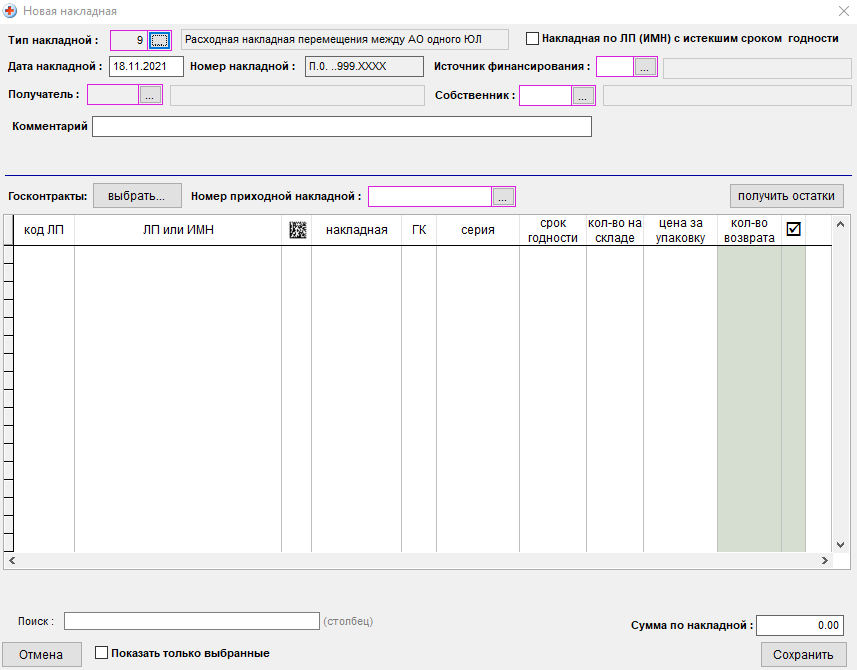 Новая накладная
Тип накладной : 9 ... Расходная накладная перемещения между АО одного ЮЛ Накладная по ЛП (ИМН) с истекшим сроком годности
Дата накладной : 18.11.2021 Номер накладной : П.0. ..999.XXXX Источник финансирования : ...
Получатель : ... Собственник : ...
Комментарий
Госконтракты: выбрать... Номер приходной накладной : ... получить остатки
код ЛП ЛП или ИМН накладная ГК серия срок годности кол-во на складе цена за упаковку кол-во возврата
Поиск : (столбец)
Сумма по накладной : 0.00
Отмена Показать только выбранные Сохранить